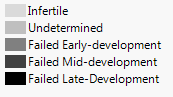 Infertile
Undetermined
Failed Early-development
Failed Mid-development
Failed Late-Development